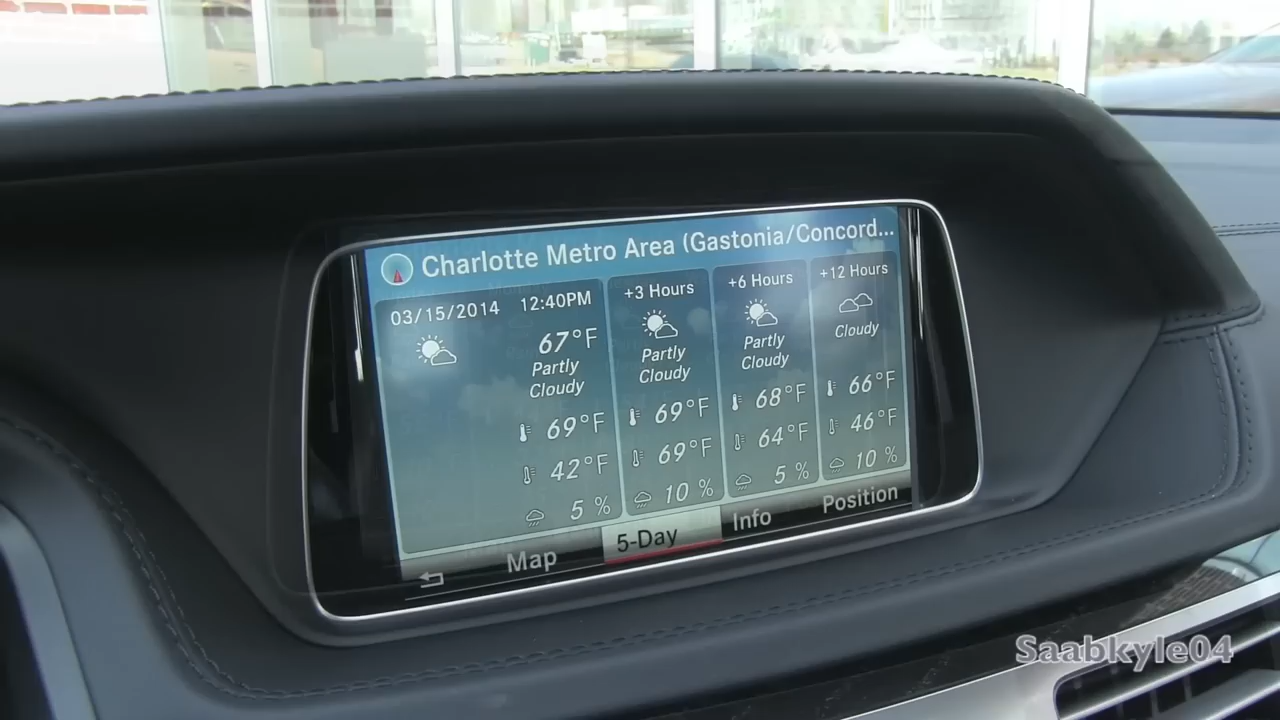 Charlotte Metro Area (Gastonia/Concord...
03/15/2014 12:40PM
67°F
Partly
Cloudy
69°F
42°F
5 %
+3 Hours
Partly
Cloudy
69°F
69°F
10 %
+6 Hours
Partly
Cloudy
68°F
64°F
5 %
+12 Hours
Cloudy
66°F
46°F
10 %
Map 5-Day Info Position
Saabkyle04